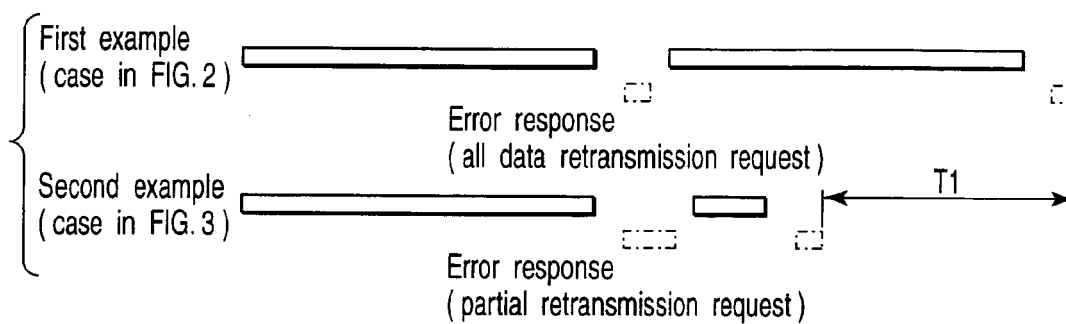 First example
( case in FIG. 2 )
Error response
( all data retransmission request )
Second example
( case in FIG. 3 )
T1
Error response
( partial retransmission request )